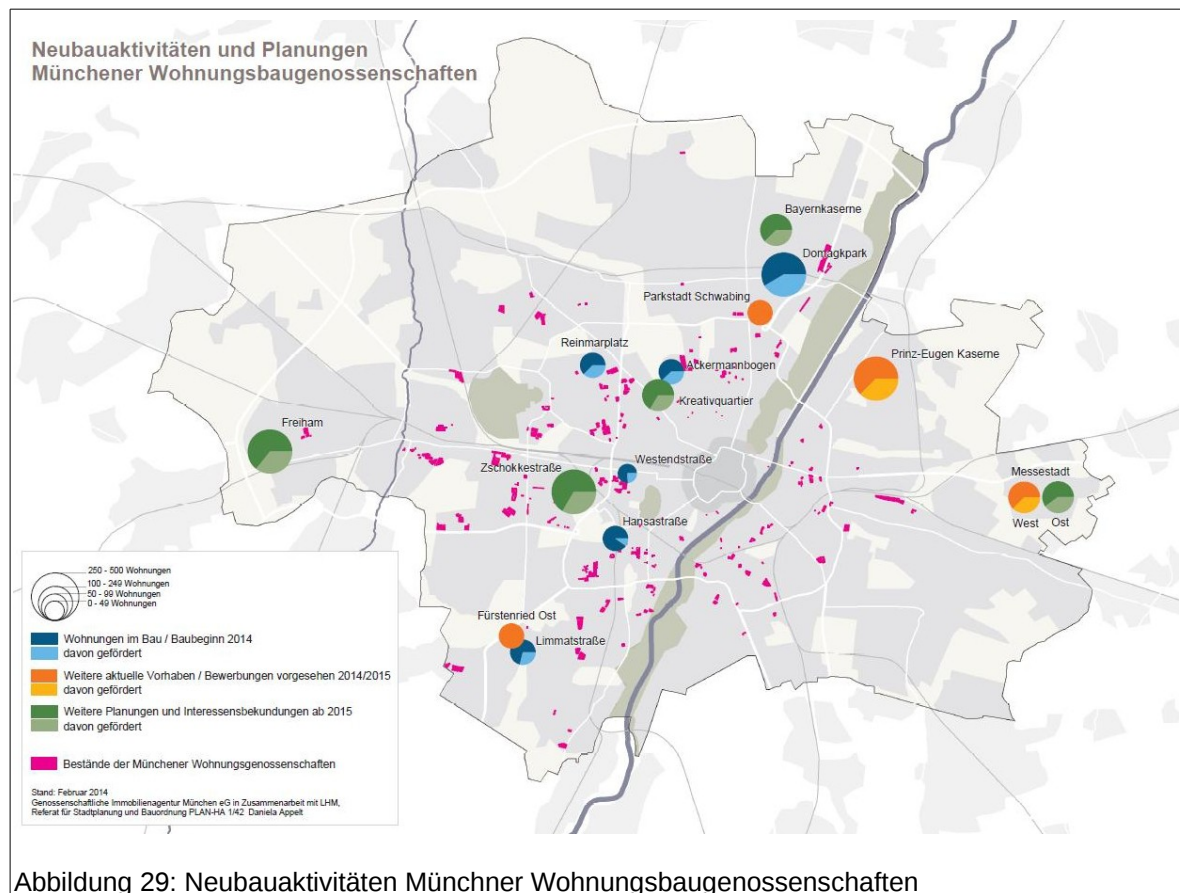 Neubauaktivitäten und Planungen
Münchener Wohnungsbaugenossenschaften
Bayernkaserne
Domagkpark
Parkstadt Schwabing
Reinmarplatz
Ackermannbogen
Prinz-Eugen Kaserne
Kreativquartier
Freiham
Westendstraße
Zschokkestraße
Messestadt
West
Ost
Hansastraße
Fürstenried Ost
Limmatstraße
250 - 500 Wohnungen
100 - 249 Wohnungen
50 - 99 Wohnungen
0 - 49 Wohnungen
Wohnungen im Bau / Baubeginn 2014
davon gefördert
Weitere aktuelle Vorhaben / Bewerbungen vorgesehen 2014/2015
davon gefördert
Weitere Planungen und Interessensbekundungen ab 2015
davon gefördert
Bestände der Münchener Wohnungsgenossenschaften
Stand: Februar 2014
Genossenschaftliche Immobilienagentur München eG in Zusammenarbeit mit LHM,
Referat für Stadtplanung und Bauordnung PLAN-HA 1/42 Daniela Appelt
Abbildung 29: Neubauaktivitäten Münchner Wohnungsbaugenossenschaften